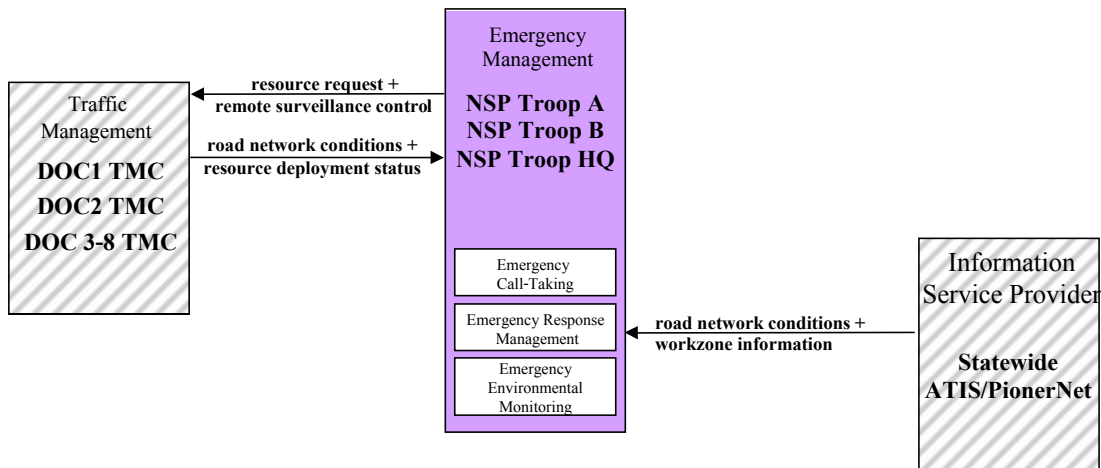 Emergency
Management
NSP Troop A
NSP Troop B
NSP Troop HQ
Traffic
Management
DOC1 TMC
DOC2 TMC
DOC 3-8 TMC
resource request +
remote surveillance control
road network conditions +
resource deployment status
Emergency
Call-Taking
Emergency Response
Management
Emergency
Environmental
Monitoring
road network conditions +
workzone information
Information
Service Provider
Statewide
ATIS/PionerNet